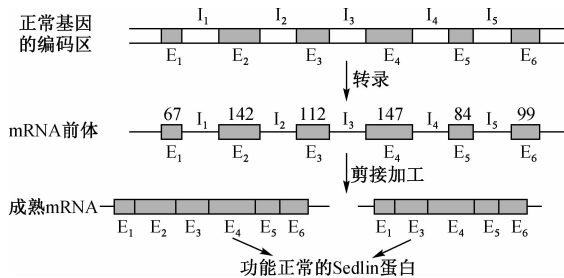 正常基因的编码区
I1 I2 I3 I4 I5
E1 E2 E3 E4 E5 E6
转录
67 142 112 147 84 99
mRNA前体
I1 I2 I3 I4 I5
E1 E2 E3 E4 E5 E6
剪接加工
成熟mRNA
E1 E2 E3 E4 E5 E6
E1 E3 E4 E5 E6
功能正常的Sedlin蛋白